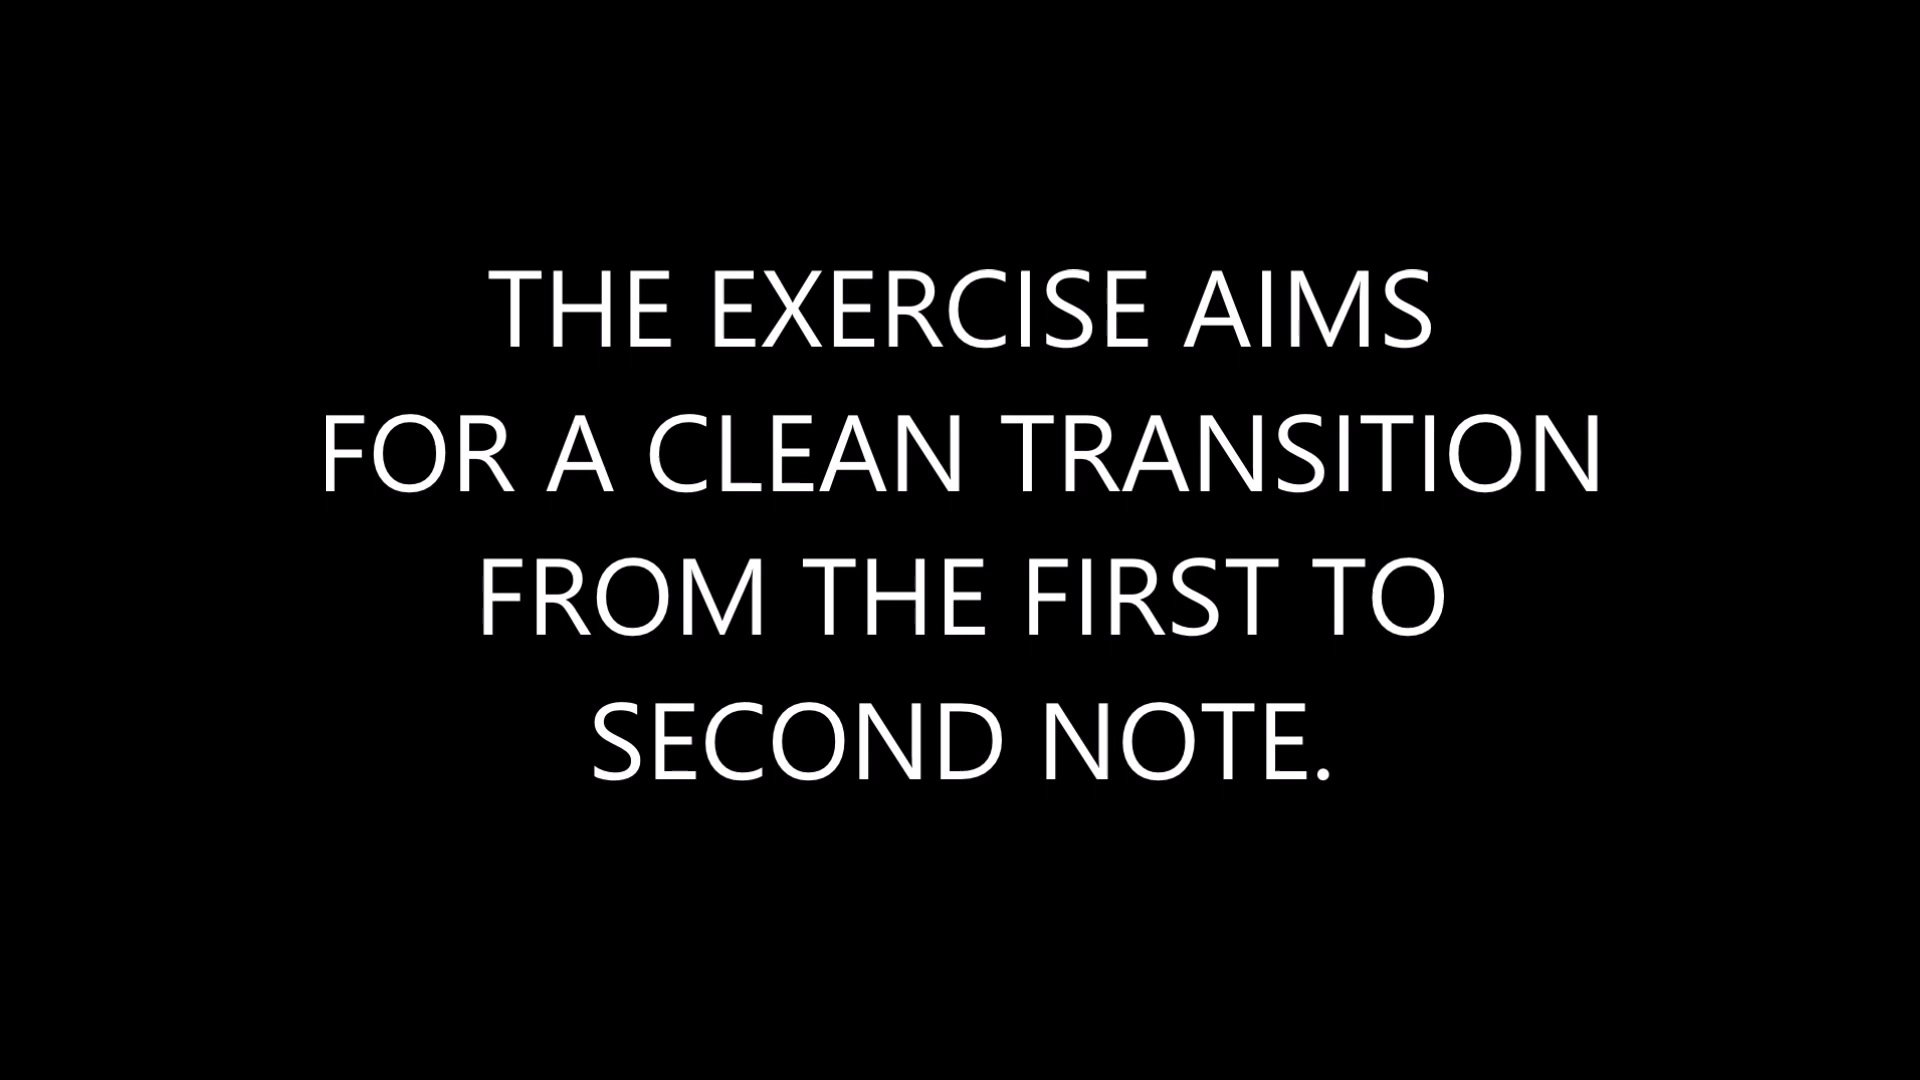 THE EXERCISE AIMS
FOR A CLEAN TRANSITION
FROM THE FIRST TO
SECOND NOTE.